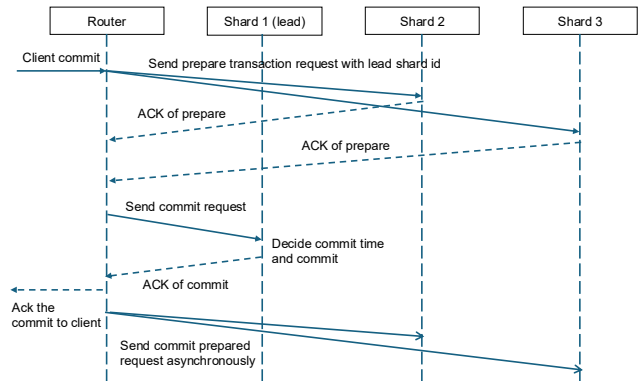 Router
Shard 1 (lead)
Shard 2
Shard 3
Client commit
Send prepare transaction request with lead shard id
ACK of prepare
ACK of prepare
Send commit request
Decide commit time
and commit
ACK of commit
Ack the
commit to client
Send commit prepared
request asynchronously